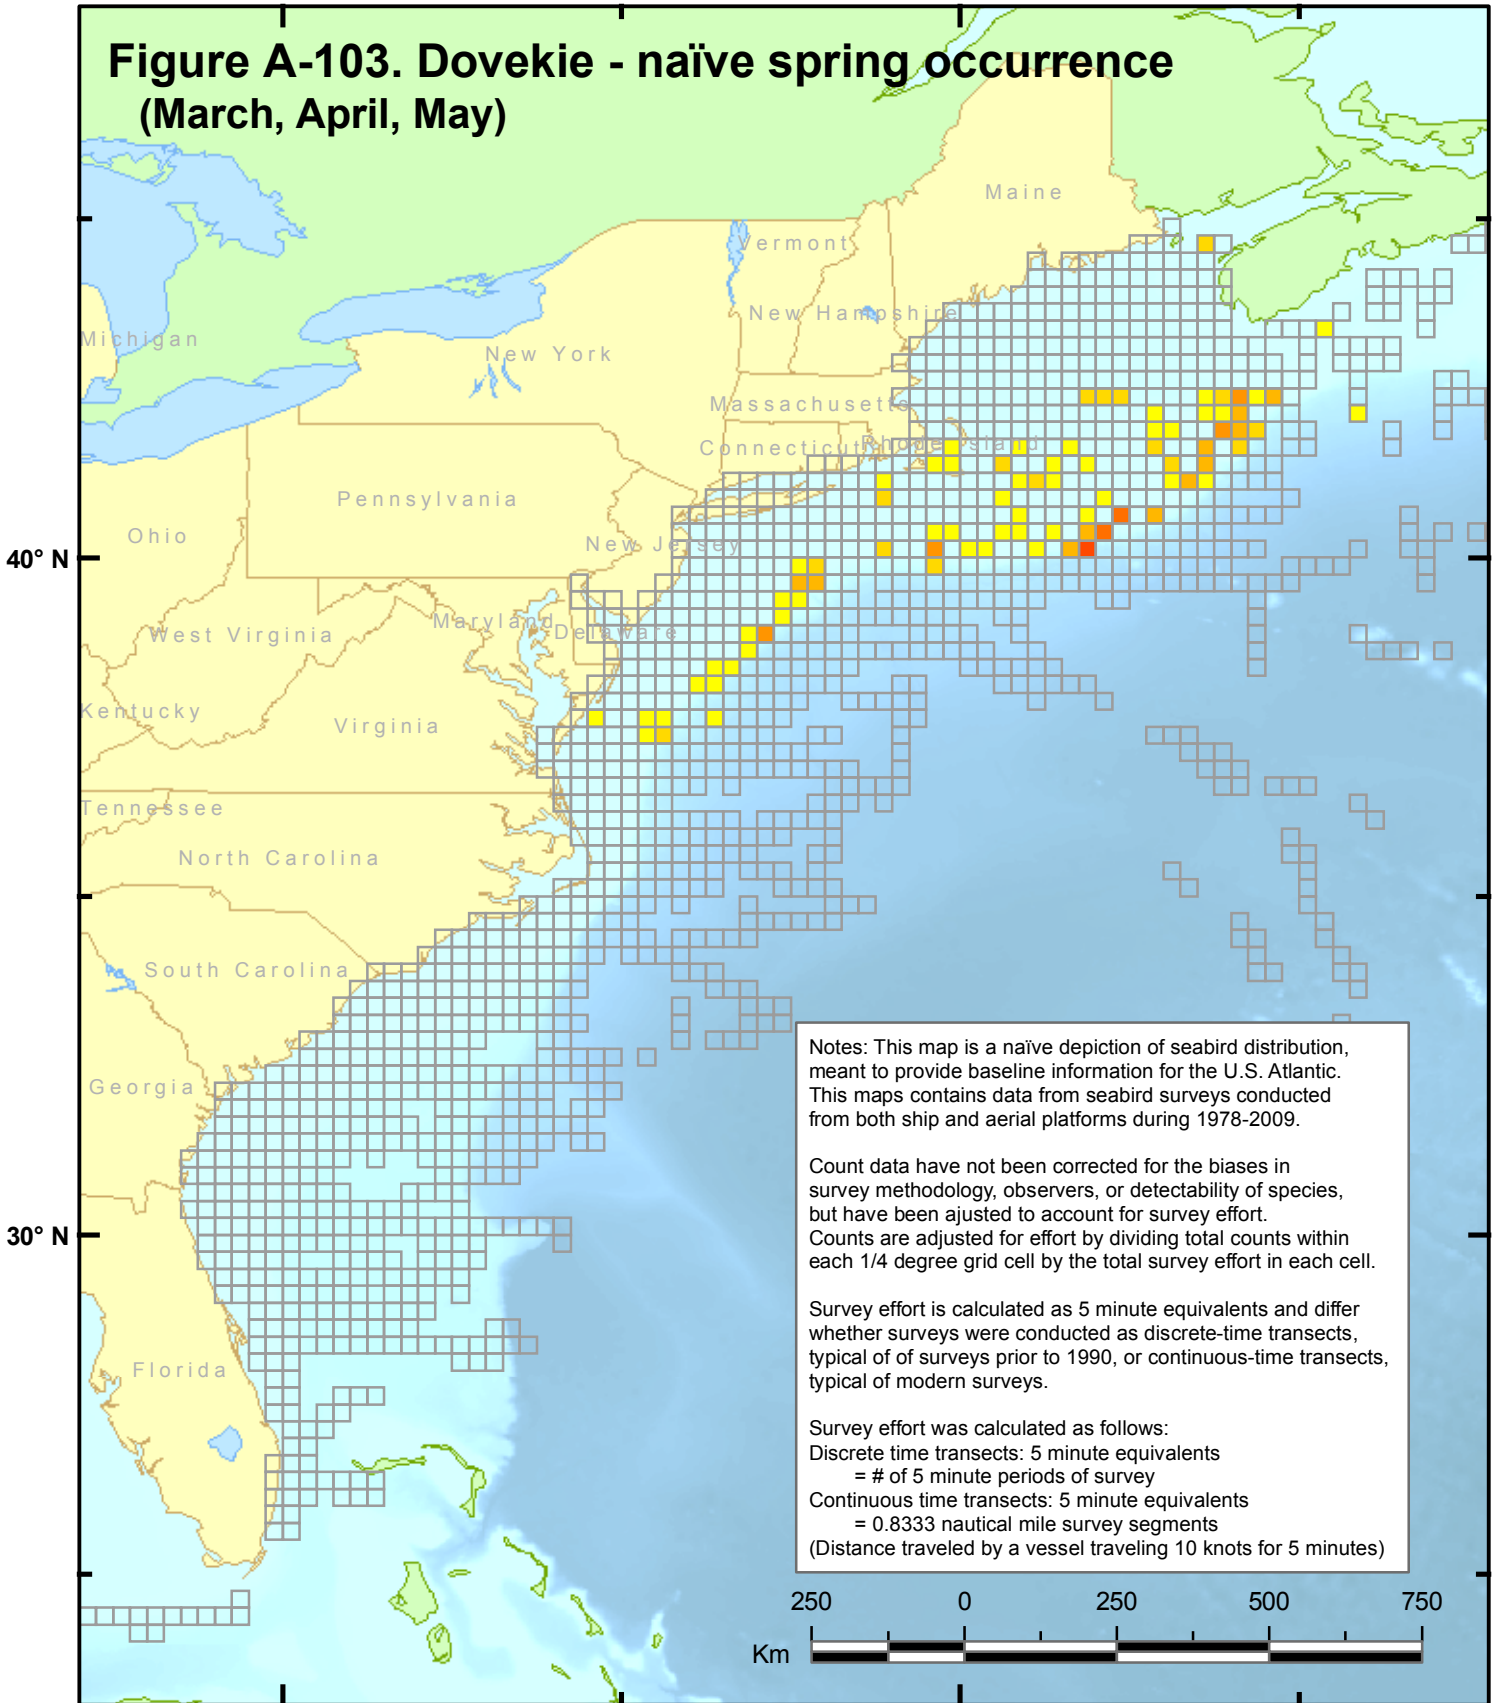 Figure A-103. Dovekie - naïve spring occurrence
(March, April, May)
Maine
Vermont
New Hampshire
Michigan
New York
Massachusetts
Connecticut
Rhode Island
Pennsylvania
Ohio
New Jersey
40° N
West Virginia
Maryland
Delaware
Kentucky
Virginia
Tennessee
North Carolina
South Carolina
Georgia
30° N
Florida
Notes: This map is a naïve depiction of seabird distribution,
meant to provide baseline information for the U.S. Atlantic.
This maps contains data from seabird surveys conducted
from both ship and aerial platforms during 1978-2009.
Count data have not been corrected for the biases in
survey methodology, observers, or detectability of species,
but have been ajusted to account for survey effort.
Counts are adjusted for effort by dividing total counts within
each 1/4 degree grid cell by the total survey effort in each cell.
Survey effort is calculated as 5 minute equivalents and differ
whether surveys were conducted as discrete-time transects,
typical of of surveys prior to 1990, or continuous-time transects,
typical of modern surveys.
Survey effort was calculated as follows:
Discrete time transects: 5 minute equivalents
= # of 5 minute periods of survey
Continuous time transects: 5 minute equivalents
= 0.8333 nautical mile survey segments
(Distance traveled by a vessel traveling 10 knots for 5 minutes)
250 0 250 500 750
Km